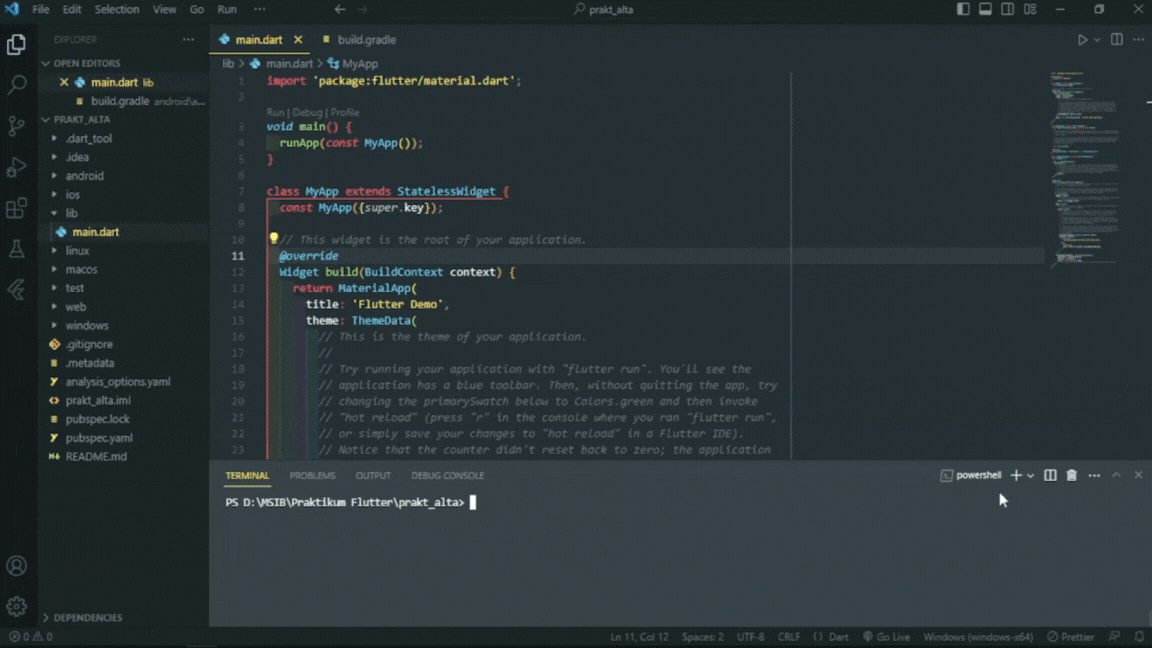 File Edit Selection View Go Run ··· prakt_alta
EXPLORER ···
OPEN EDITORS
main.dart lib
build.gradle android\a...
PRAKT_ALTA
.dart_tool
.idea
android
ios
lib
main.dart
linux
macos
test
web
windows
.gitignore
.metadata
analysis_options.yaml
prakt_alta.iml
pubspec.lock
pubspec.yaml
README.md
DEPENDENCIES
main.dart build.gradle
lib > main.dart > MyApp
1 import 'package:flutter/material.dart';
2
Run | Debug | Profile
3 void main() {
4 runApp(const MyApp());
5 }
6
7 class MyApp extends StatelessWidget {
8 const MyApp({super.key});
9
10 // This widget is the root of your application.
11 @override
12 Widget build(BuildContext context) {
13 return MaterialApp(
14 title: 'Flutter Demo',
15 theme: ThemeData(
16 // This is the theme of your application.
17 //
18 // Try running your application with "flutter run". You'll see the
19 // application has a blue toolbar. Then, without quitting the app, try
20 // changing the primarySwatch below to Colors.green and then invoke
21 // "hot reload" (press "r" in the console where you ran "flutter run",
22 // or simply save your changes to "hot reload" in a Flutter IDE).
23 // Notice that the counter didn't reset back to zero; the application
TERMINAL PROBLEMS OUTPUT DEBUG CONSOLE powershell
PS D:\MSIB\Praktikum Flutter\prakt_alta>
0 0 Ln 11, Col 12 Spaces: 2 UTF-8 CRLF {} Dart Go Live Windows (windows-x64) Prettier